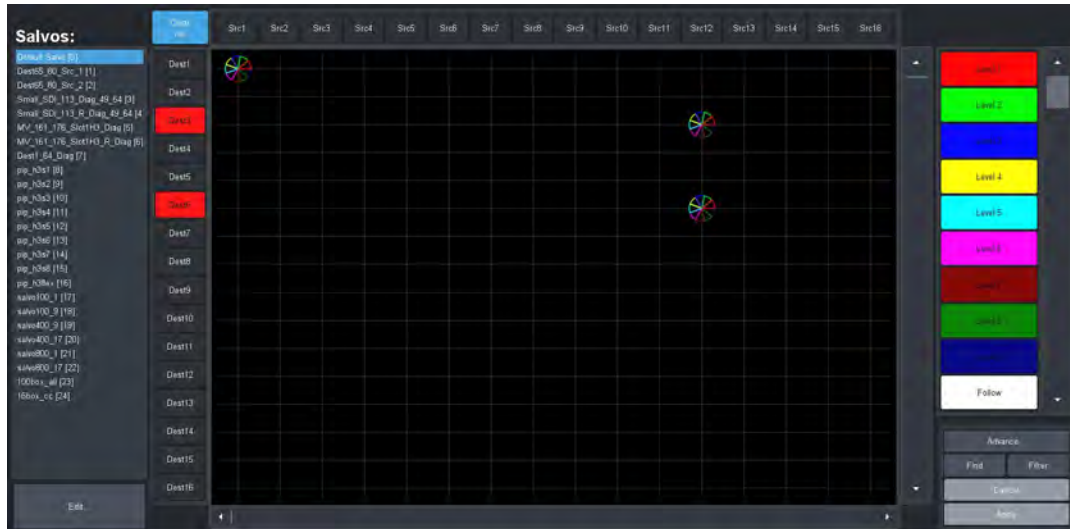 Salvos:
Default Salvo [0]
Dest65_80_Src_1 [1]
Dest65_80_Src_2 [2]
Small_SDI_113_Diag_49_64 [3]
Small_SDI_113_R_Diag_49_64 [4
MV_161_176_Slot1H3_Diag [5]
MV_161_176_Slot1H3_R_Diag [6]
Dest1_64_Diag [7]
pip_h3s1 [8]
pip_h3s2 [9]
pip_h3s3 [10]
pip_h3s4 [11]
pip_h3s5 [12]
pip_h3s6 [13]
pip_h3s7 [14]
pip_h3s8 [15]
pip_h3flex [16]
salvo100_1 [17]
salvo100_9 [18]
salvo400_9 [19]
salvo400_17 [20]
salvo800_1 [21]
salvo800_17 [22]
100box_all [23]
16box_cc [24]
Edit...
Src1 Src2 Src3 Src4 Src5 Src6 Src7 Src8 Src9 Src10 Src11 Src12 Src13 Src14 Src15 Src16
Dest1
Dest2
Dest3
Dest4
Dest5
Dest6
Dest7
Dest8
Dest9
Dest10
Dest11
Dest12
Dest13
Dest14
Dest15
Dest16
Level 2
Level 4
Level 5
Follow
Advance
Find Filter
Apply